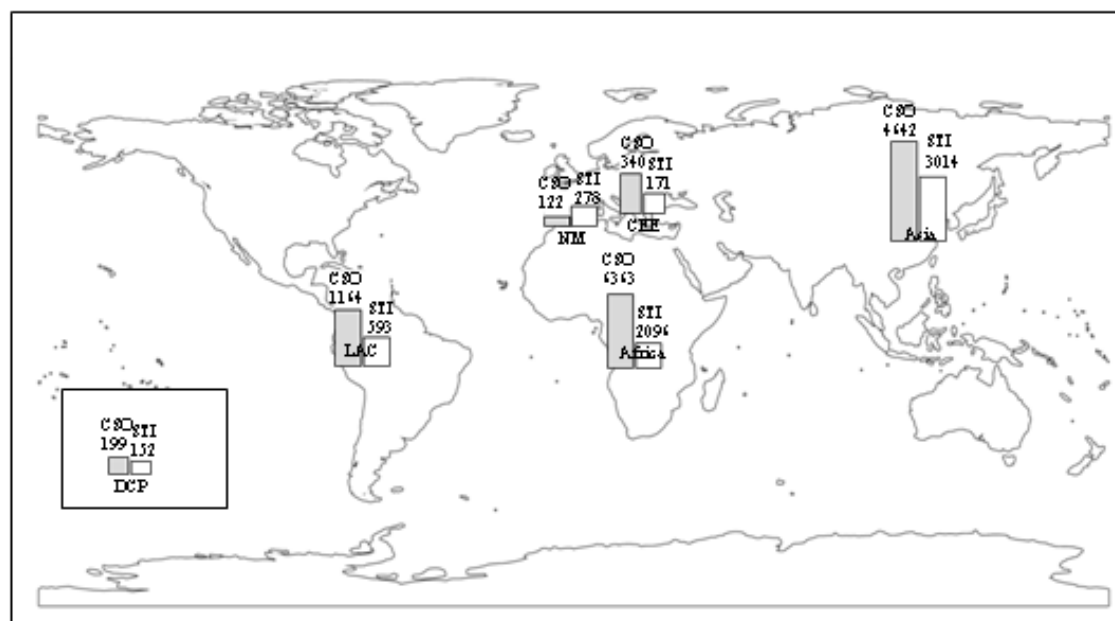 CSO
4642
STI
3014
Asia
CSO
340
STI
171
CEE
CSO
122
STI
278
NM
CSO
6363
STI
2096
Africa
CSO
1164
STI
593
LAC
CSO
199
STI
152
DCP